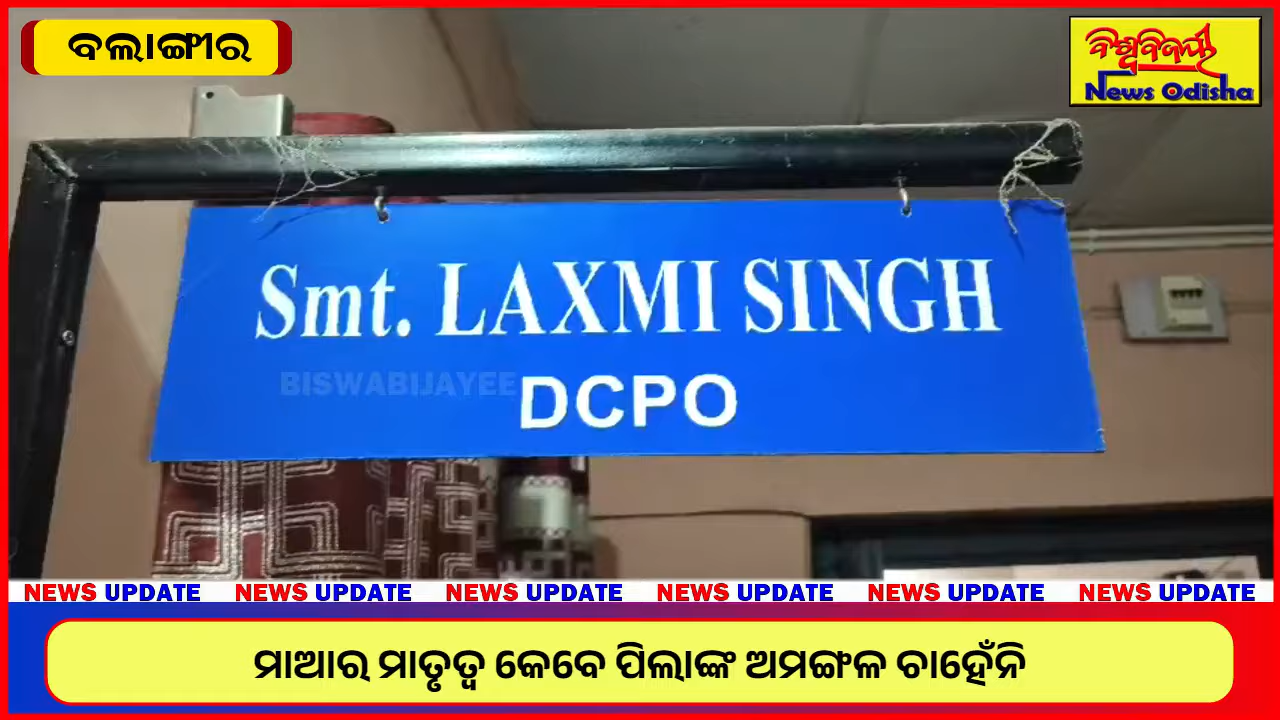 ବଲାଙ୍ଗୀର
ବିଶ୍ୱବିଜୟୀ
News Odisha
Smt. LAXMI SINGH
BISWABIJAYEE
DCPO
NEWS UPDATE NEWS UPDATE NEWS UPDATE NEWS UPDATE NEWS UPDATE NEWS UPDATE
ମାଆର ମାତୃତ୍ୱ କେବେ ପିଲାଙ୍କ ଅମଙ୍ଗଳ ଚାହେଁନି